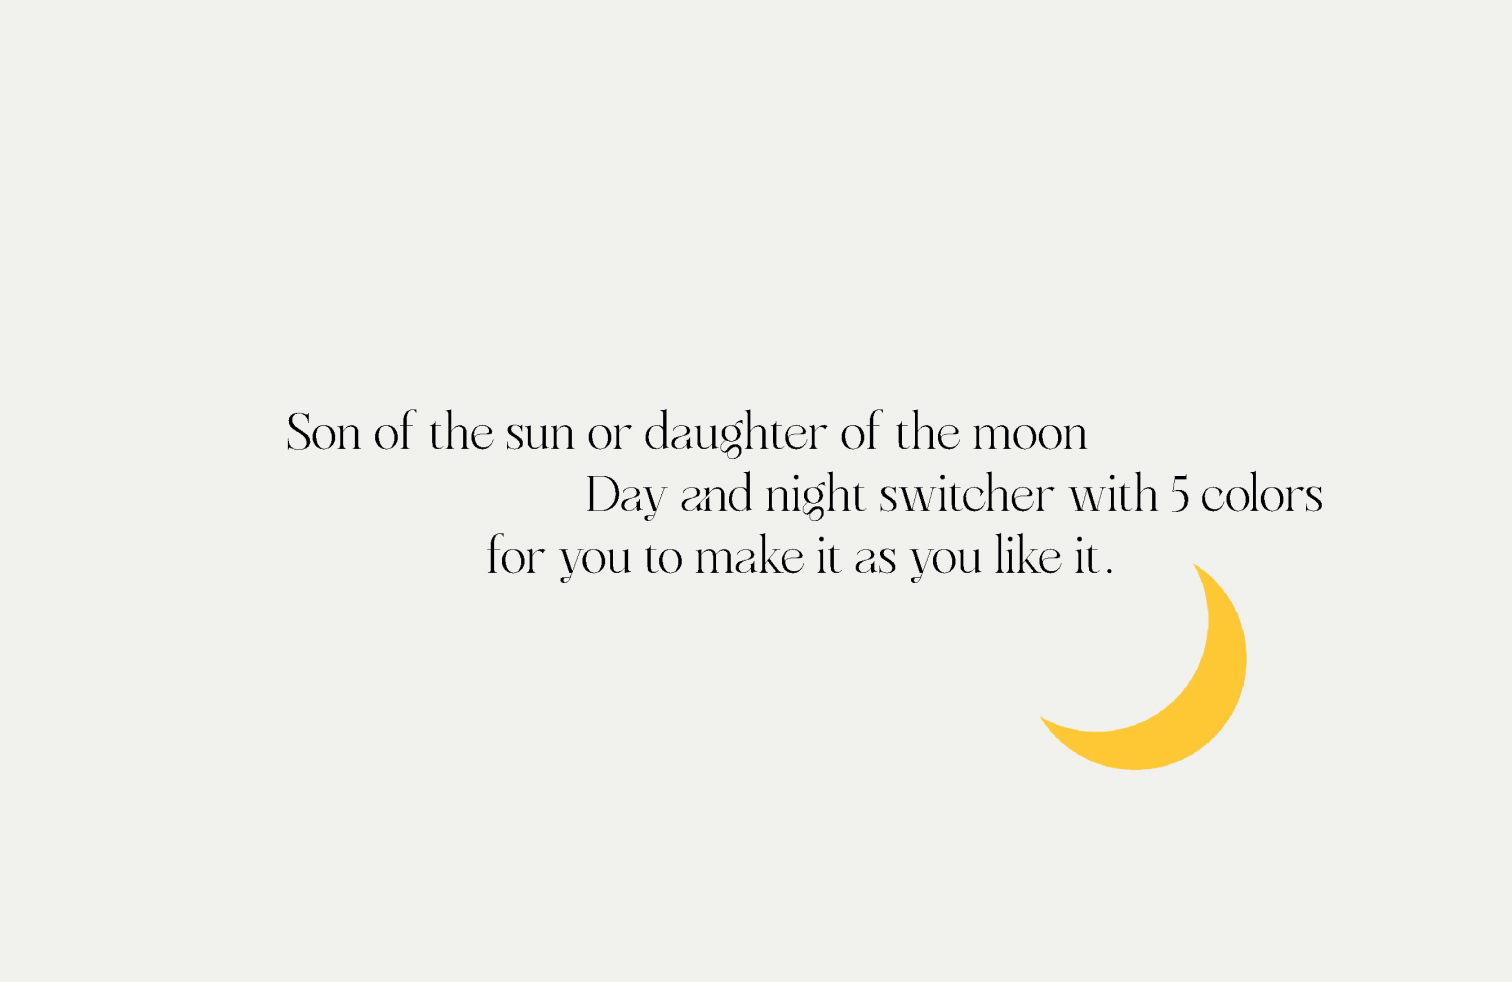 Son of the sun or daughter of the moon
Day and night switcher with 5 colors
for you to make it as you like it.